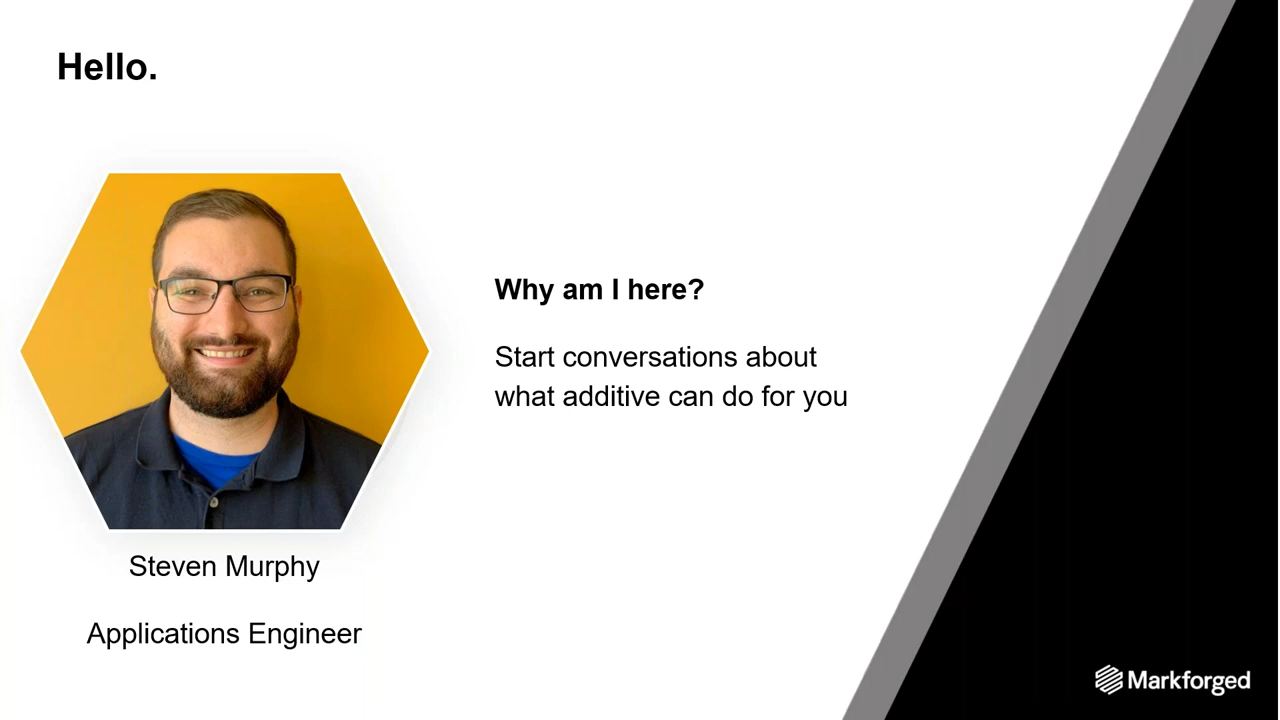 Hello.
Why am I here?
Start conversations about
what additive can do for you
Steven Murphy
Applications Engineer
Markforged